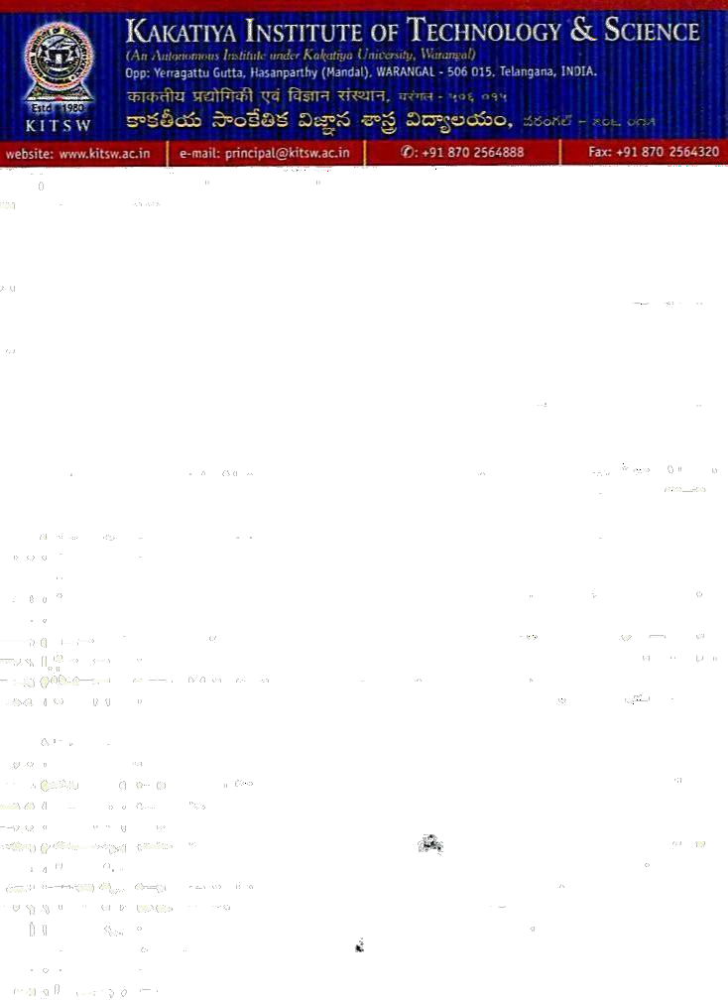 KAKATIYA INSTITUTE OF TECHNOLOGY & SCIENCE
(An Autonomous Institute under Kakatiya University, Warangal)
Opp: Yerragattu Gutta, Hasanparthy (Mandal), WARANGAL - 506 015, Telangana, INDIA.
काकतीय प्रद्योगिकी एवं विज्ञान संस्थान, वरंगल - ५०६ ०१५
కాకతీయ సాంకేతిక విజ్ఞాన శాస్త్ర విద్యాలయం, వరంగల్ - ౫౦౬ ౦౧౫
Estd 1980
KITSW
website: www.kitsw.ac.in e-mail: principal@kitsw.ac.in ✆: +91 870 2564888 Fax: +91 870 2564320